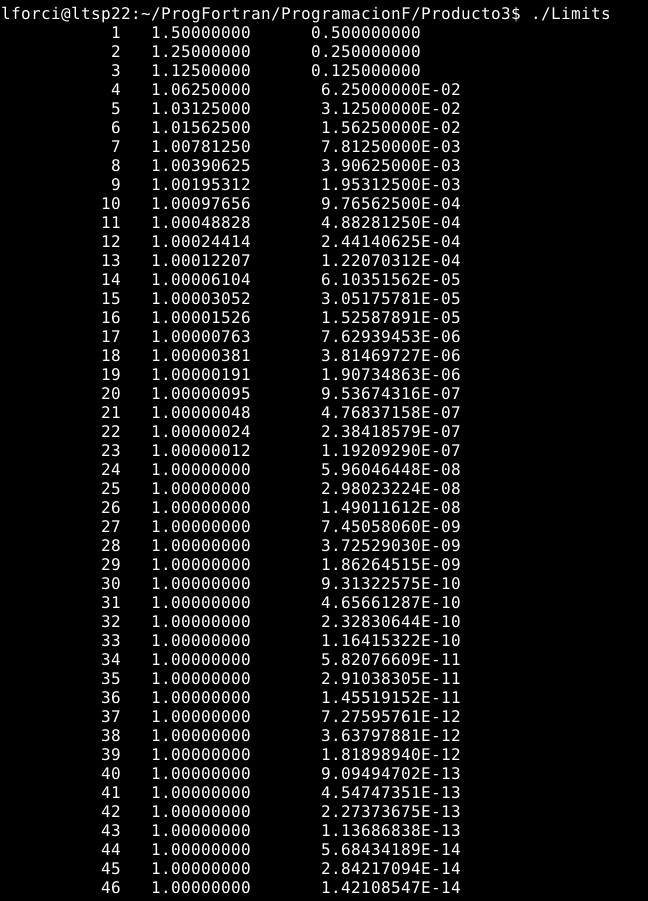 lforci@ltsp22:~/ProgFortran/ProgramacionF/Producto3$ ./Limits
1 1.50000000 0.500000000
2 1.25000000 0.250000000
3 1.12500000 0.125000000
4 1.06250000 6.25000000E-02
5 1.03125000 3.12500000E-02
6 1.01562500 1.56250000E-02
7 1.00781250 7.81250000E-03
8 1.00390625 3.90625000E-03
9 1.00195312 1.95312500E-03
10 1.00097656 9.76562500E-04
11 1.00048828 4.88281250E-04
12 1.00024414 2.44140625E-04
13 1.00012207 1.22070312E-04
14 1.00006104 6.10351562E-05
15 1.00003052 3.05175781E-05
16 1.00001526 1.52587891E-05
17 1.00000763 7.62939453E-06
18 1.00000381 3.81469727E-06
19 1.00000191 1.90734863E-06
20 1.00000095 9.53674316E-07
21 1.00000048 4.76837158E-07
22 1.00000024 2.38418579E-07
23 1.00000012 1.19209290E-07
24 1.00000000 5.96046448E-08
25 1.00000000 2.98023224E-08
26 1.00000000 1.49011612E-08
27 1.00000000 7.45058060E-09
28 1.00000000 3.72529030E-09
29 1.00000000 1.86264515E-09
30 1.00000000 9.31322575E-10
31 1.00000000 4.65661287E-10
32 1.00000000 2.32830644E-10
33 1.00000000 1.16415322E-10
34 1.00000000 5.82076609E-11
35 1.00000000 2.91038305E-11
36 1.00000000 1.45519152E-11
37 1.00000000 7.27595761E-12
38 1.00000000 3.63797881E-12
39 1.00000000 1.81898940E-12
40 1.00000000 9.09494702E-13
41 1.00000000 4.54747351E-13
42 1.00000000 2.27373675E-13
43 1.00000000 1.13686838E-13
44 1.00000000 5.68434189E-14
45 1.00000000 2.84217094E-14
46 1.00000000 1.42108547E-14